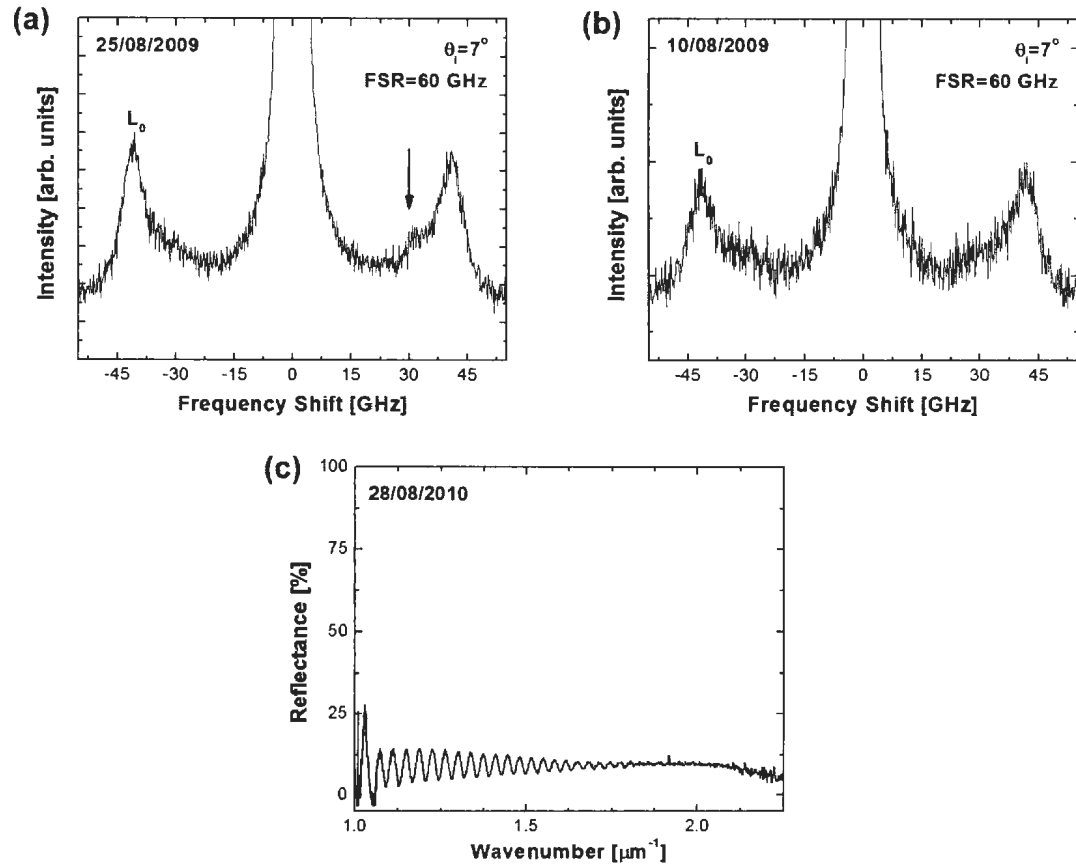 (a)
25/08/2009
θi=7°
FSR=60 GHz
L0
Intensity [arb. units]
-45 -30 -15 0 15 30 45
Frequency Shift [GHz]
(b)
10/08/2009
θi=7°
FSR=60 GHz
L0
Intensity [arb. units]
-45 -30 -15 0 15 30 45
Frequency Shift [GHz]
(c)
28/08/2010
100
75
50
25
0
Reflectance [%]
1.0 1.5 2.0
Wavenumber [μm⁻¹]